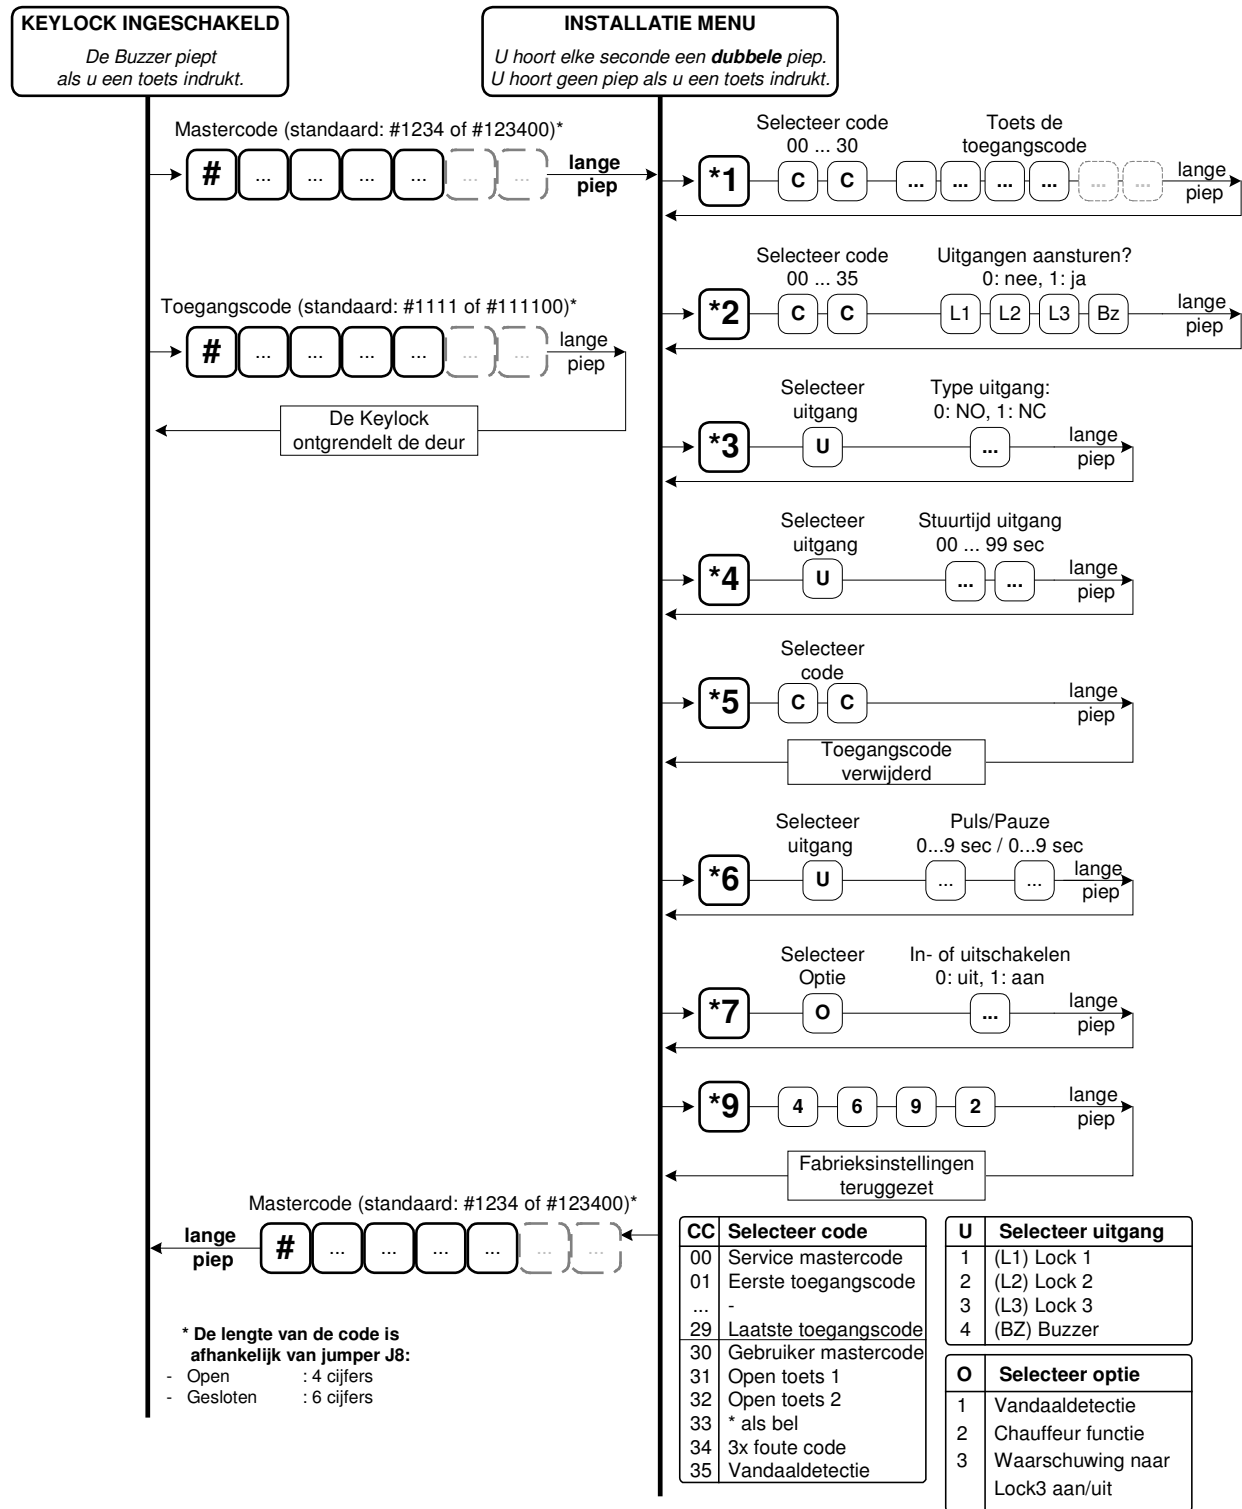 KEYLOCK INGESCHAKELD
De Buzzer piept
als u een toets indrukt.
INSTALLATIE MENU
U hoort elke seconde een dubbele piep.
U hoort geen piep als u een toets indrukt.
Mastercode (standaard: #1234 of #123400)*
# ... ... ... ... ... ...
lange
piep
Toegangscode (standaard: #1111 of #111100)*
# ... ... ... ... ... ...
lange
piep
De Keylock
ontgrendelt de deur
Selecteer code
00 ... 30
Toets de
toegangscode
*1 C C ... ... ... ... ... ...
lange
piep
Selecteer code
00 ... 35
Uitgangen aansturen?
0: nee, 1: ja
*2 C C L1 L2 L3 Bz
lange
piep
Selecteer
uitgang
Type uitgang:
0: NO, 1: NC
*3 U ...
lange
piep
Selecteer
uitgang
Stuurtijd uitgang
00 ... 99 sec
*4 U ... ...
lange
piep
Selecteer
code
*5 C C
lange
piep
Toegangscode
verwijderd
Selecteer
uitgang
Puls/Pauze
0...9 sec / 0...9 sec
*6 U ... ...
lange
piep
Selecteer
Optie
In- of uitschakelen
0: uit, 1: aan
*7 O ...
lange
piep
*9 4 6 9 2
lange
piep
Fabrieksinstellingen
teruggezet
Mastercode (standaard: #1234 of #123400)*
lange
piep
# ... ... ... ... ... ...
* De lengte van de code is
afhankelijk van jumper J8:
- Open : 4 cijfers
- Gesloten : 6 cijfers
CC Selecteer code
00 Service mastercode
01 Eerste toegangscode
... -
29 Laatste toegangscode
30 Gebruiker mastercode
31 Open toets 1
32 Open toets 2
33 * als bel
34 3x foute code
35 Vandaaldetectie
U Selecteer uitgang
1 (L1) Lock 1
2 (L2) Lock 2
3 (L3) Lock 3
4 (BZ) Buzzer
O Selecteer optie
1 Vandaaldetectie
2 Chauffeur functie
3 Waarschuwing naar
Lock3 aan/uit